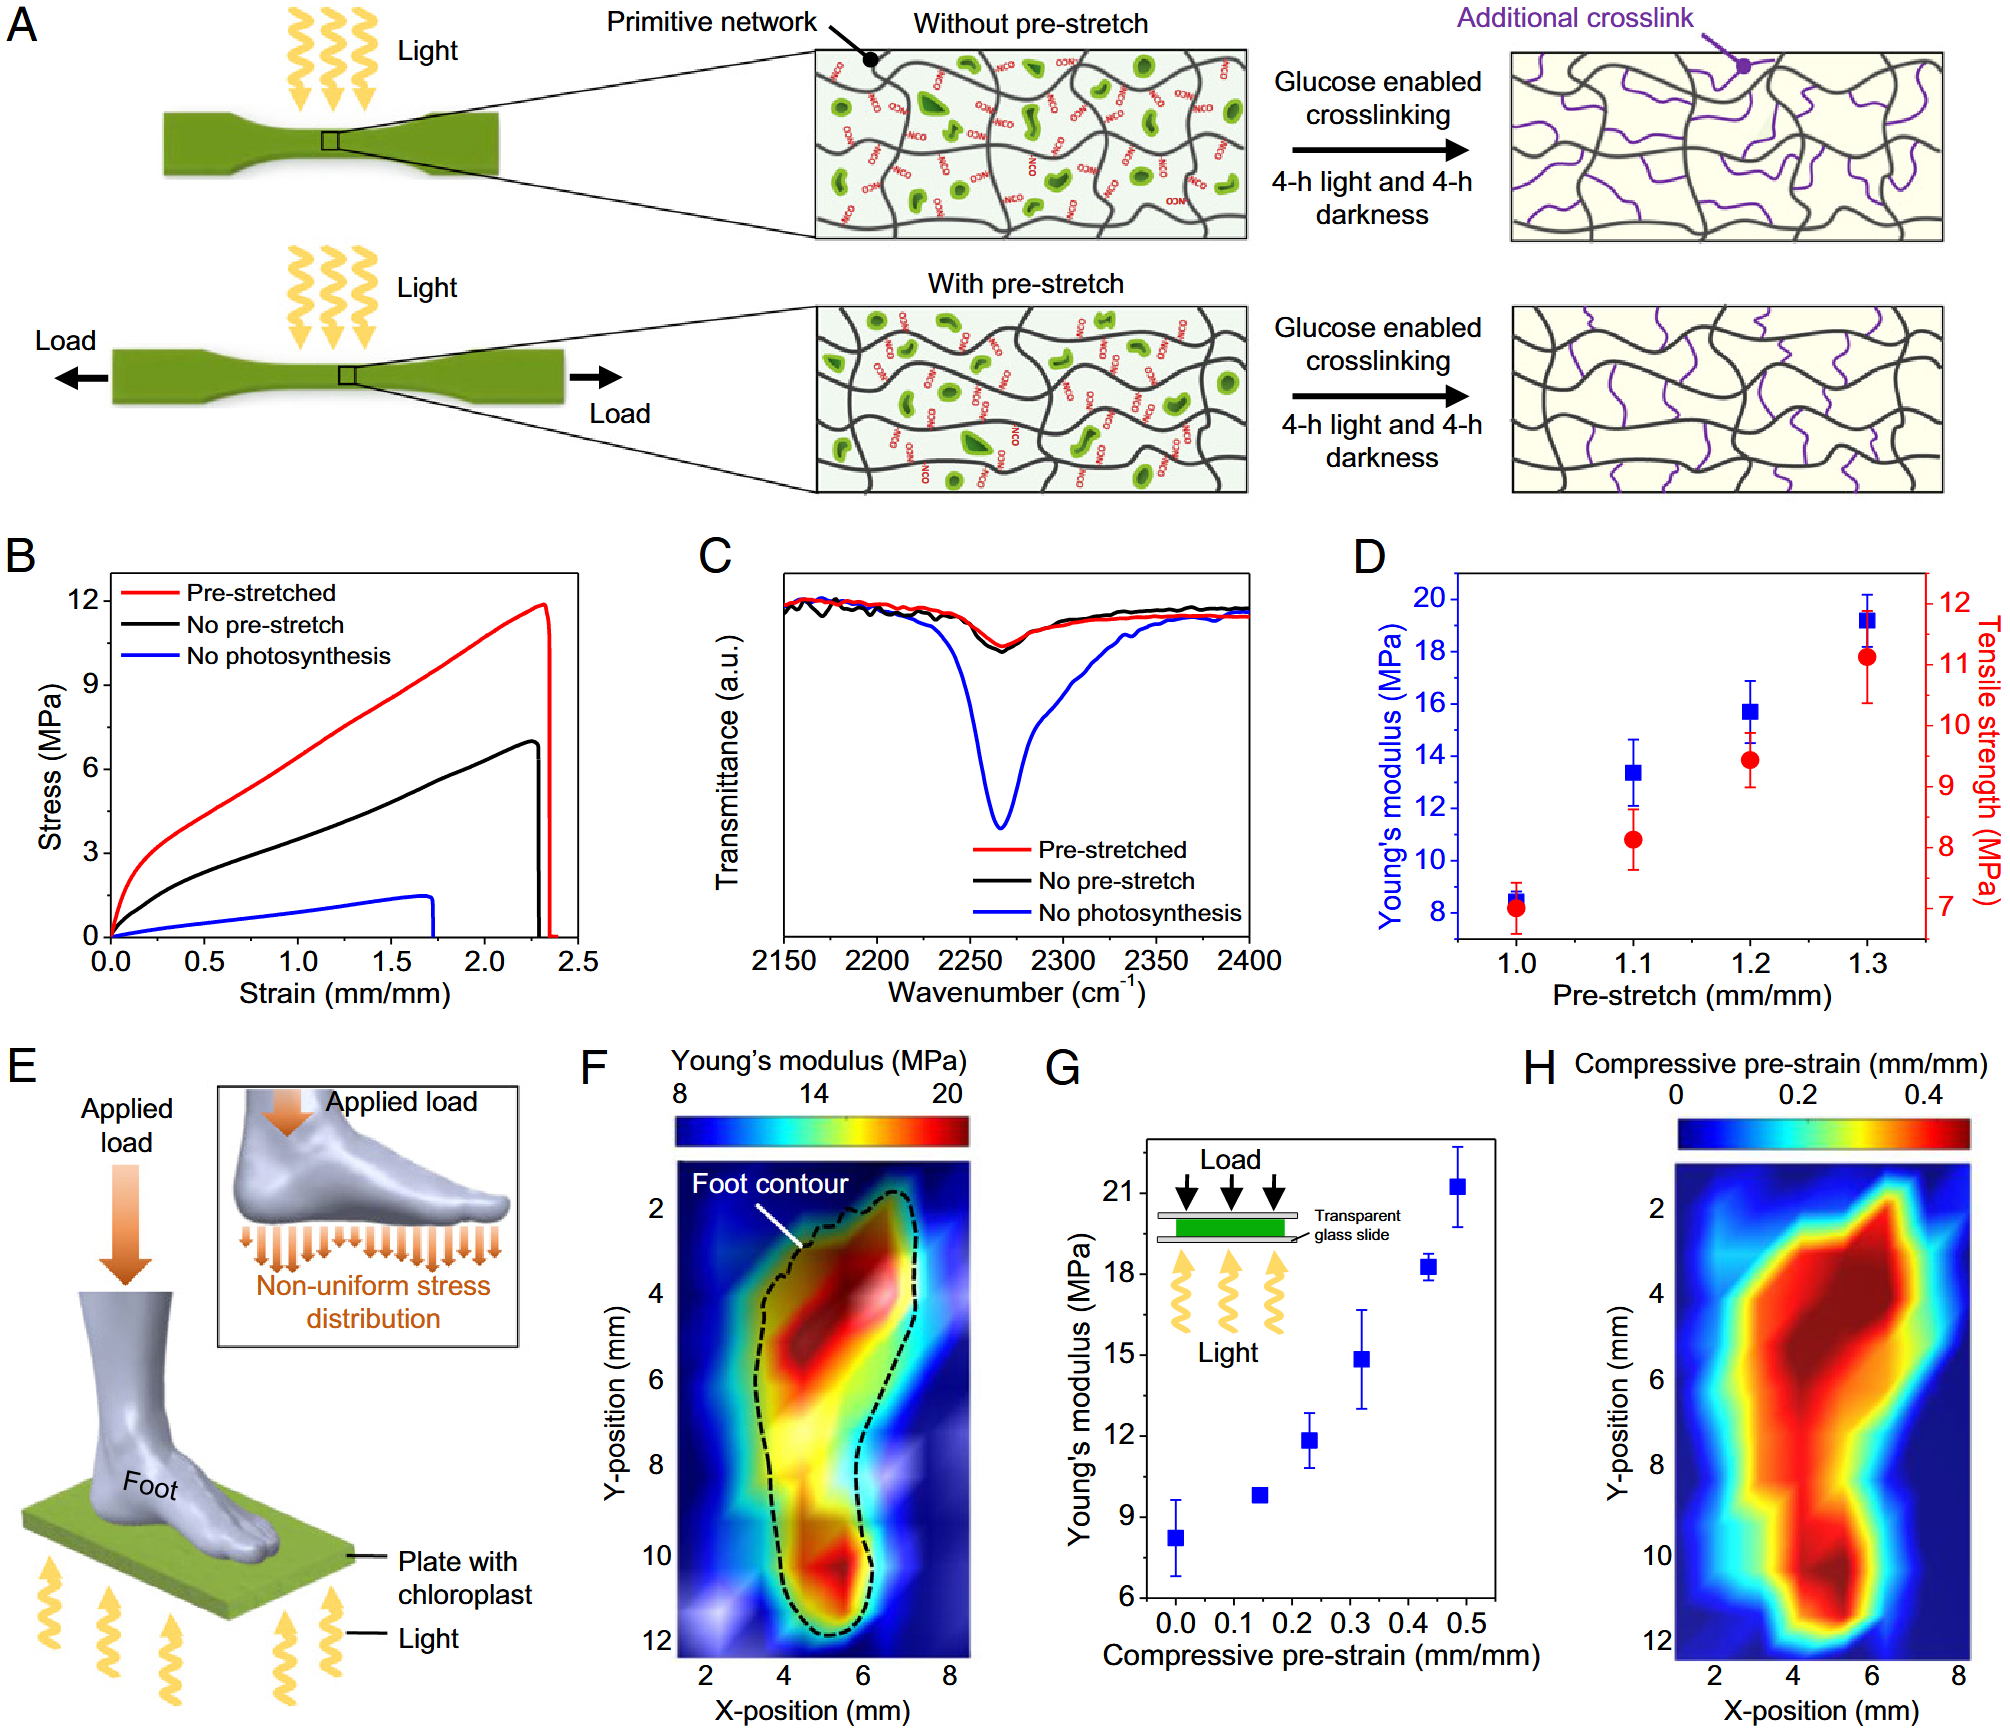 A
Light
Primitive network
Without pre-stretch
Additional crosslink
Glucose enabled
crosslinking
4-h light and 4-h
darkness
Light
Load
Load
With pre-stretch
Glucose enabled
crosslinking
4-h light and 4-h
darkness
B
Pre-stretched
No pre-stretch
No photosynthesis
12
9
6
3
0
Stress (MPa)
0.0 0.5 1.0 1.5 2.0 2.5
Strain (mm/mm)
C
Transmittance (a.u.)
Pre-stretched
No pre-stretch
No photosynthesis
2150 2200 2250 2300 2350 2400
Wavenumber (cm-1)
D
20
18
16
14
12
10
8
Young's modulus (MPa)
12
11
10
9
8
7
Tensile strength (MPa)
1.0 1.1 1.2 1.3
Pre-stretch (mm/mm)
E
Applied
load
Applied load
Non-uniform stress
distribution
Foot
Plate with
chloroplast
Light
F
Young's modulus (MPa)
8 14 20
Foot contour
2
4
6
8
10
12
Y-position (mm)
2 4 6 8
X-position (mm)
G
21
18
15
12
9
6
Young's modulus (MPa)
Load
Transparent
glass slide
Light
0.0 0.1 0.2 0.3 0.4 0.5
Compressive pre-strain (mm/mm)
H
Compressive pre-strain (mm/mm)
0 0.2 0.4
2
4
6
8
10
12
Y-position (mm)
2 4 6 8
X-position (mm)